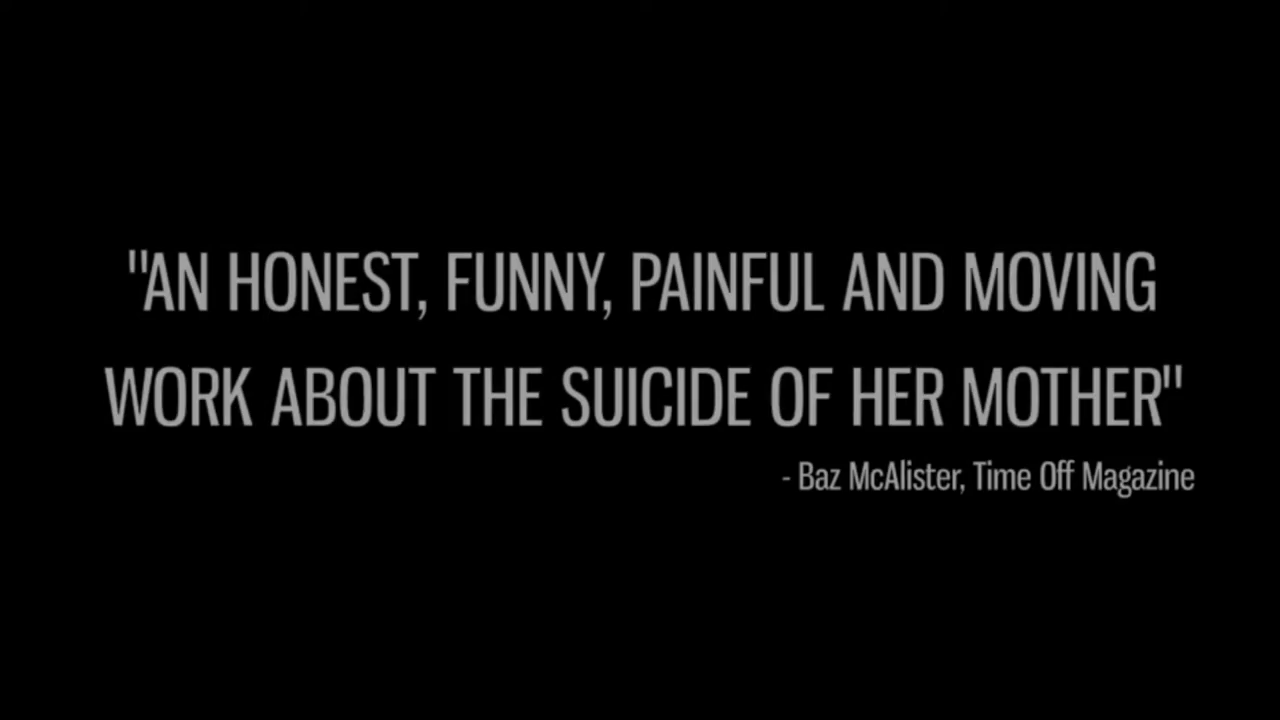 "AN HONEST, FUNNY, PAINFUL AND MOVING
WORK ABOUT THE SUICIDE OF HER MOTHER"
- Baz McAlister, Time Off Magazine